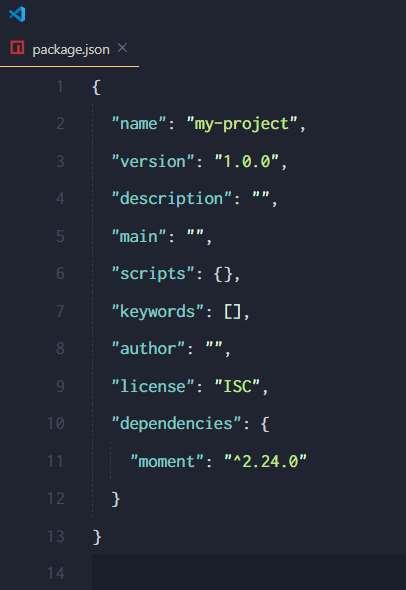 package.json
1 {
2 "name": "my-project",
3 "version": "1.0.0",
4 "description": "",
5 "main": "",
6 "scripts": {},
7 "keywords": [],
8 "author": "",
9 "license": "ISC",
10 "dependencies": {
11 "moment": "^2.24.0"
12 }
13 }
14